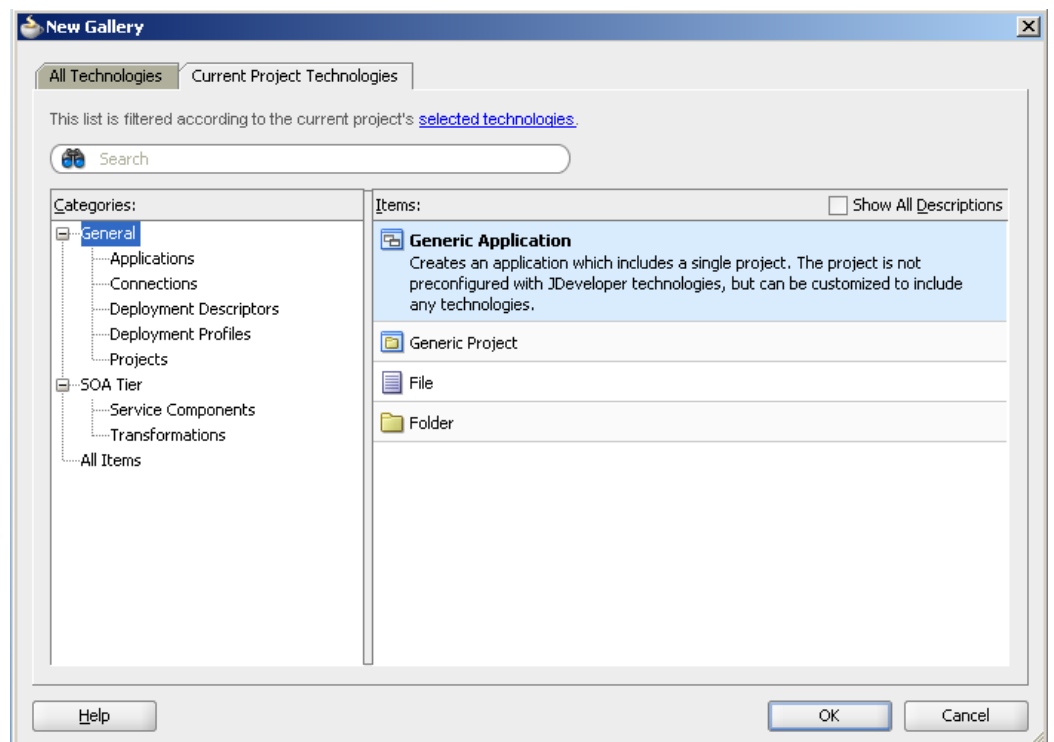 New Gallery
All Technologies
Current Project Technologies
This list is filtered according to the current project's selected technologies.
Search
Categories:
General
Applications
Connections
Deployment Descriptors
Deployment Profiles
Projects
SOA Tier
Service Components
Transformations
All Items
Items:
Show All Descriptions
Generic Application
Creates an application which includes a single project. The project is not
preconfigured with JDeveloper technologies, but can be customized to include
any technologies.
Generic Project
File
Folder
Help
OK
Cancel